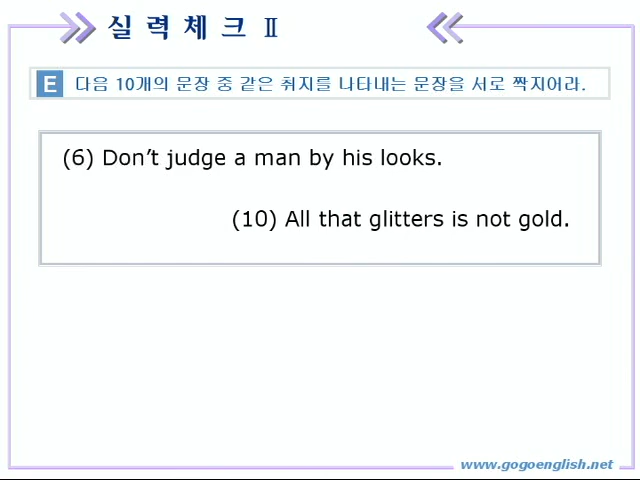 실 력 체 크 Ⅱ
E 다음 10개의 문장 중 같은 취지를 나타내는 문장을 서로 짝지어라.
(6) Don’t judge a man by his looks.
(10) All that glitters is not gold.
www.gogoenglish.net